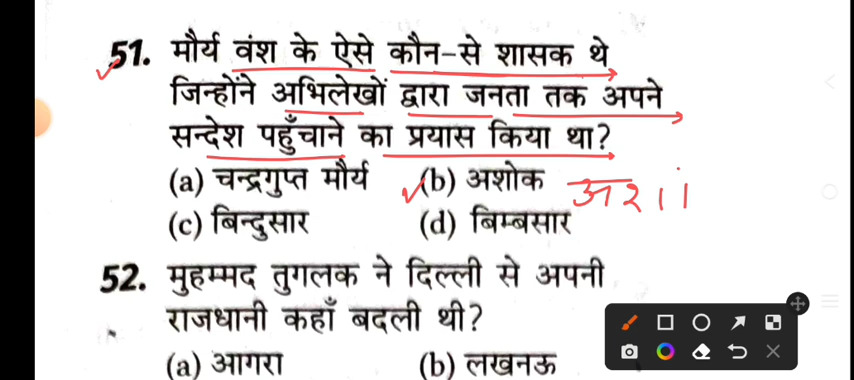 51. मौर्य वंश के ऐसे कौन-से शासक थे
जिन्होंने अभिलेखों द्वारा जनता तक अपने
सन्देश पहुँचाने का प्रयास किया था?
(a) चन्द्रगुप्त मौर्य (b) अशोक
(c) बिन्दुसार (d) बिम्बसार
52. मुहम्मद तुगलक ने दिल्ली से अपनी
राजधानी कहाँ बदली थी?
(a) आगरा (b) लखनऊ